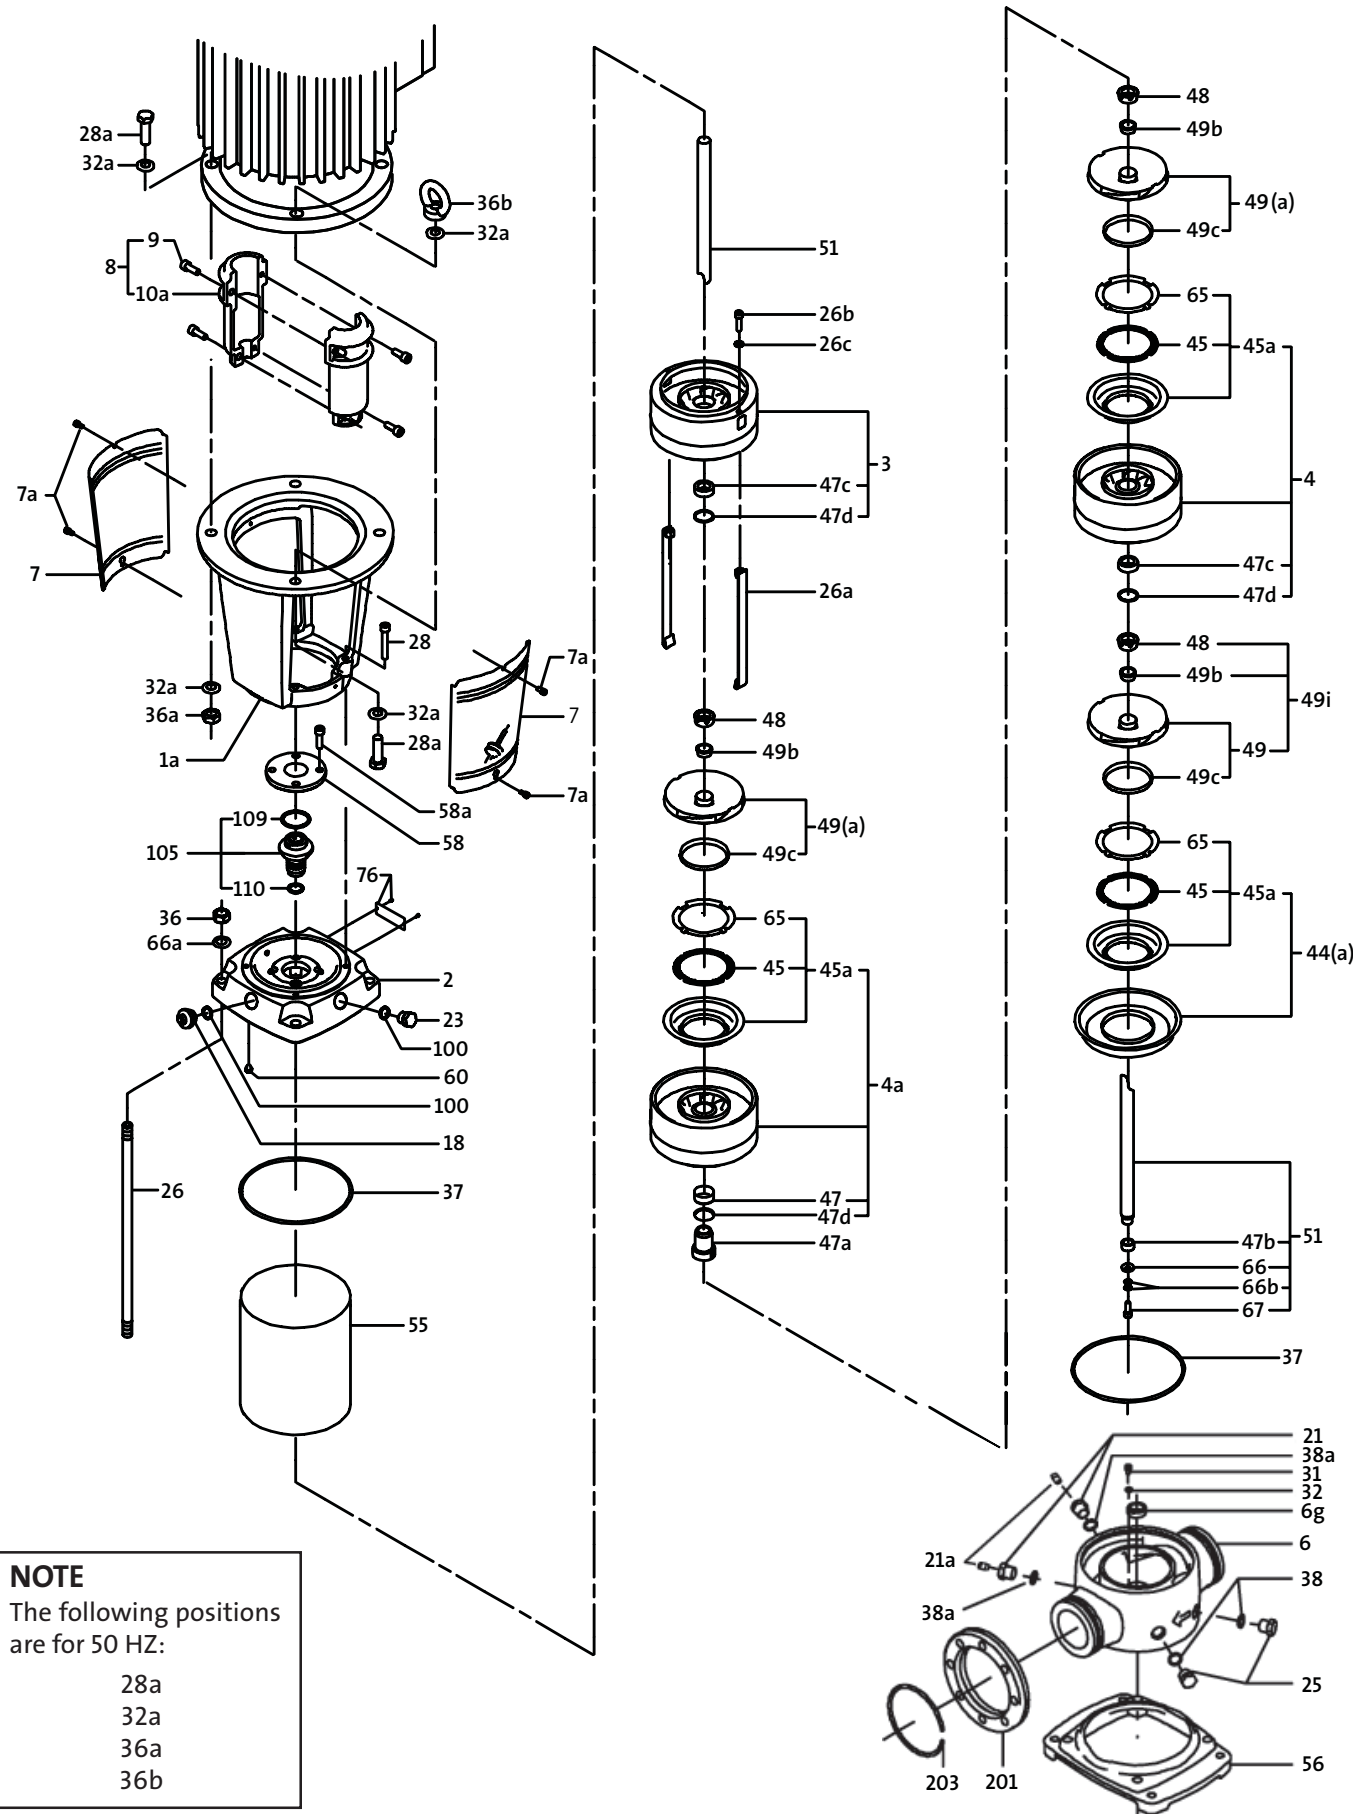 28a
32a
36b
32a
9
8
10a
7a
7
28
7a
32a
36a
32a
7
28a
1a
7a
58a
109
58
105
110
76
36
66a
2
23
100
60
100
18
26
37
55
51
26b
26c
3
47c
47d
26a
48
49b
49(a)
49c
65
45
45a
4a
47
47d
47a
48
49b
49(a)
49c
65
45
45a
4
47c
47d
48
49b
49i
49
49c
65
45
45a
44(a)
51
47b
66
66b
67
37
21
38a
31
32
6g
6
21a
38
38a
25
56
203
201
NOTE
The following positions
are for 50 HZ:
28a
32a
36a
36b